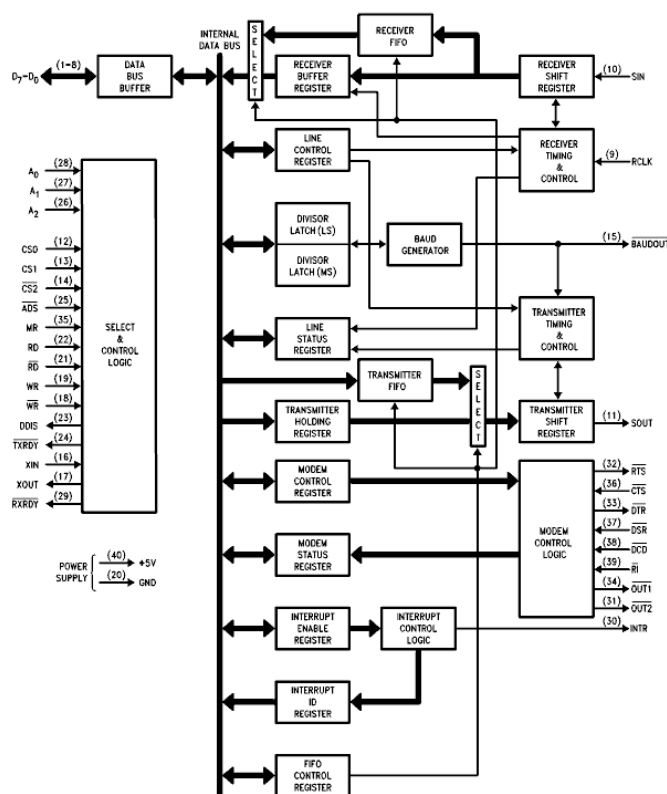 INTERNAL
DATA BUS
SELECT
RECEIVER
FIFO
D7-D0
(1-8)
DATA
BUS
BUFFER
RECEIVER
BUFFER
REGISTER
RECEIVER
SHIFT
REGISTER
(10)
SIN
LINE
CONTROL
REGISTER
RECEIVER
TIMING
&
CONTROL
(9)
RCLK
A0
(28)
A1
(27)
A2
(26)
CS0
(12)
CS1
(13)
CS2
(14)
ADS
(25)
MR
(35)
RD
(22)
RD
(21)
WR
(19)
WR
(18)
DDIS
(23)
TXRDY
(24)
XIN
(16)
XOUT
(17)
RXRDY
(29)
SELECT
&
CONTROL
LOGIC
DIVISOR
LATCH (LS)
DIVISOR
LATCH (MS)
BAUD
GENERATOR
(15)
BAUDOUT
LINE
STATUS
REGISTER
TRANSMITTER
TIMING
&
CONTROL
TRANSMITTER
FIFO
SELECT
TRANSMITTER
HOLDING
REGISTER
TRANSMITTER
SHIFT
REGISTER
(11)
SOUT
MODEM
CONTROL
REGISTER
MODEM
CONTROL
LOGIC
(32)
RTS
(36)
CTS
(33)
DTR
(37)
DSR
(38)
DCD
(39)
RI
(34)
OUT1
(31)
OUT2
MODEM
STATUS
REGISTER
POWER
SUPPLY
(40)
+5V
(20)
GND
INTERRUPT
ENABLE
REGISTER
INTERRUPT
CONTROL
LOGIC
(30)
INTR
INTERRUPT
ID
REGISTER
FIFO
CONTROL
REGISTER